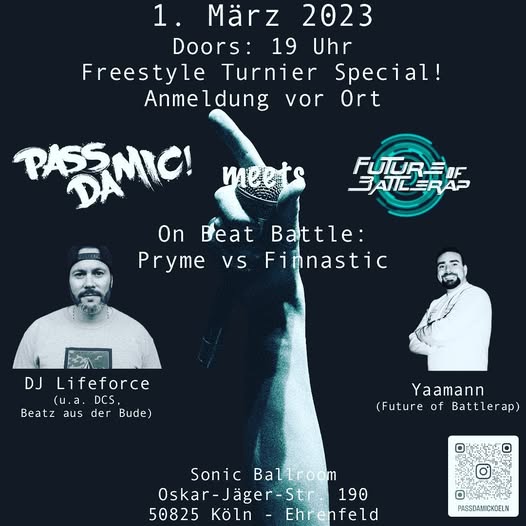 1. März 2023
Doors: 19 Uhr
Freestyle Turnier Special!
Anmeldung vor Ort
PASS DA MIC!
meets
FUTURE OF BATTLERAP
On Beat Battle:
Pryme vs Finnastic
DJ Lifeforce
(u.a. DCS,
Beatz aus der Bude)
Yaamann
(Future of Battlerap)
Sonic Ballroom
Oskar-Jäger-Str. 190
50825 Köln - Ehrenfeld
PASSDAMICKOELN